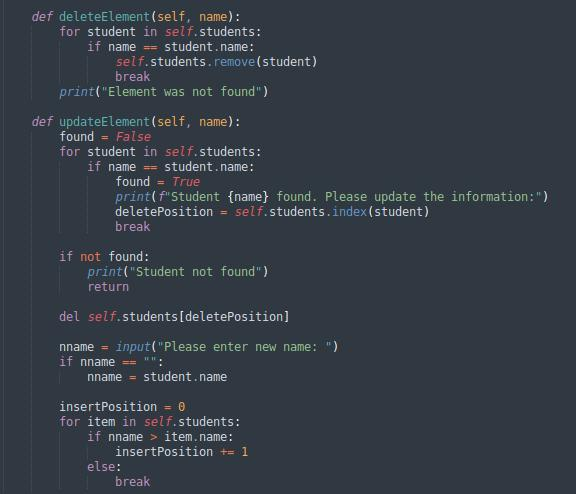 def deleteElement(self, name):
    for student in self.students:
        if name == student.name:
            self.students.remove(student)
            break
    print("Element was not found")

def updateElement(self, name):
    found = False
    for student in self.students:
        if name == student.name:
            found = True
            print(f"Student {name} found. Please update the information:")
            deletePosition = self.students.index(student)
            break

    if not found:
        print("Student not found")
        return

    del self.students[deletePosition]

    nname = input("Please enter new name: ")
    if nname == "":
        nname = student.name

    insertPosition = 0
    for item in self.students:
        if nname > item.name:
            insertPosition += 1
        else:
            break